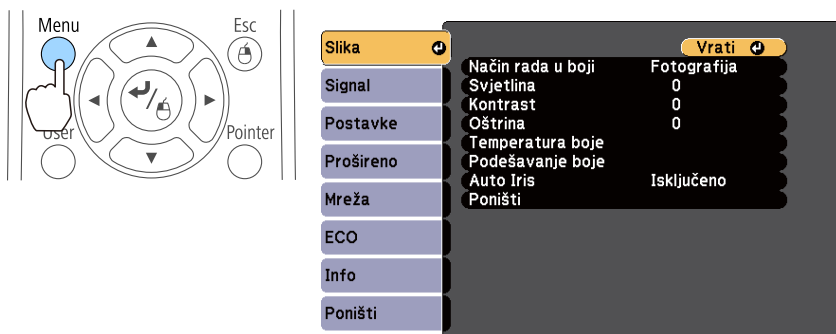 Menu
Esc
User
Pointer
Slika
Signal
Postavke
Prošireno
Mreža
ECO
Info
Poništi
Vrati
Način rada u boji Fotografija
Svjetlina 0
Kontrast 0
Oštrina 0
Temperatura boje
Podešavanje boje
Auto Iris Isključeno
Poništi